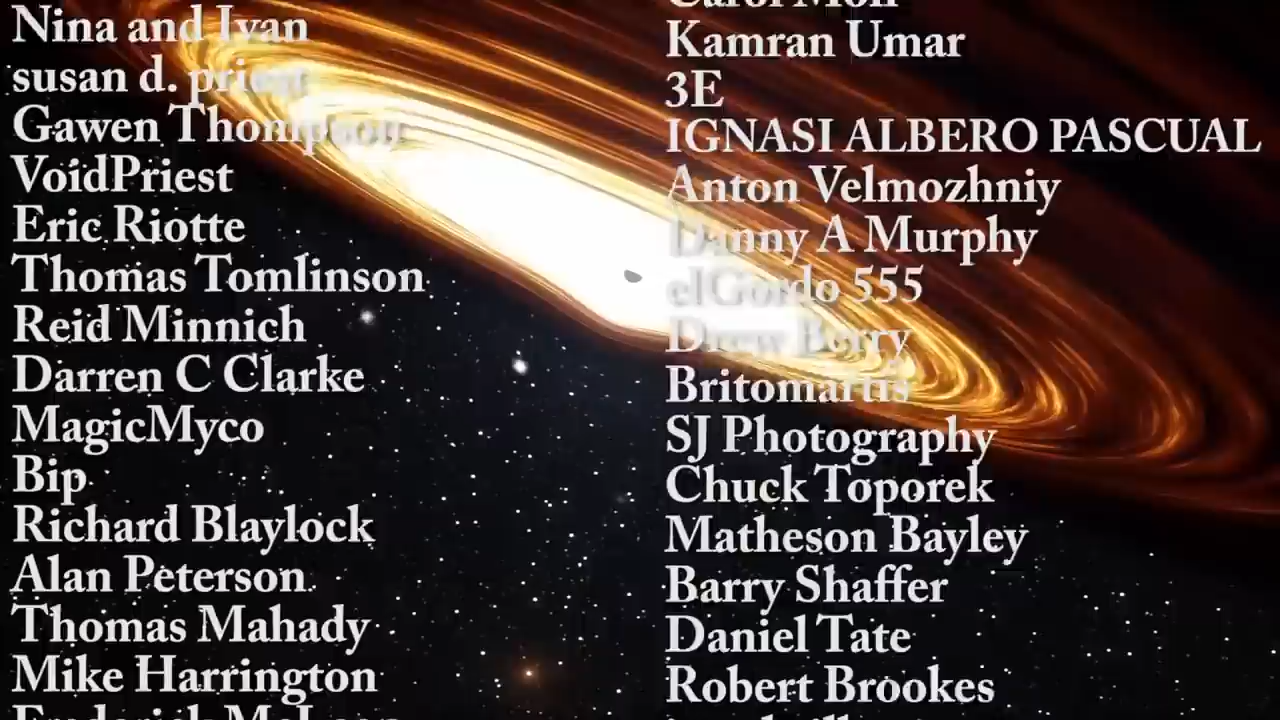 Nina and Ivan
susan d. priest
Gawen Thompson
VoidPriest
Eric Riotte
Thomas Tomlinson
Reid Minnich
Darren C Clarke
MagicMyco
Bip
Richard Blaylock
Alan Peterson
Thomas Mahady
Mike Harrington
Kamran Umar
3E
IGNASI ALBERO PASCUAL
Anton Velmozhniy
Danny A Murphy
elGordo 555
Drew Berry
Britomartis
SJ Photography
Chuck Toporek
Matheson Bayley
Barry Shaffer
Daniel Tate
Robert Brookes